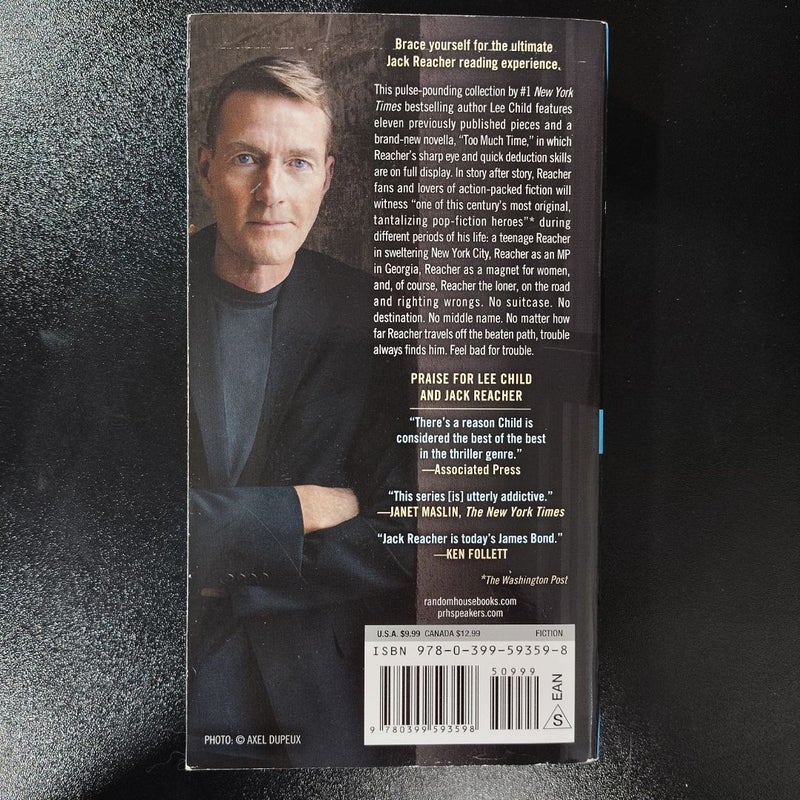 Brace yourself for the ultimate
Jack Reacher reading experience.
This pulse-pounding collection by #1 New York
Times bestselling author Lee Child features
eleven previously published pieces and a
brand-new novella, “Too Much Time,” in which
Reacher’s sharp eye and quick deduction skills
are on full display. In story after story, Reacher
fans and lovers of action-packed fiction will
witness “one of this century’s most original,
tantalizing pop-fiction heroes”* during
different periods of his life: a teenage Reacher
in sweltering New York City, Reacher as an MP
in Georgia, Reacher as a magnet for women,
and, of course, Reacher the loner, on the road
and righting wrongs. No suitcase. No
destination. No middle name. No matter how
far Reacher travels off the beaten path, trouble
always finds him. Feel bad for trouble.
PRAISE FOR LEE CHILD
AND JACK REACHER
“There’s a reason Child is
considered the best of the best
in the thriller genre.”
—Associated Press
“This series [is] utterly addictive.”
—JANET MASLIN, The New York Times
“Jack Reacher is today’s James Bond.”
—KEN FOLLETT
*The Washington Post
randomhousebooks.com
prhspeakers.com
U.S.A. $9.99 CANADA $12.99 FICTION
ISBN 978-0-399-59359-8
50999
9 780399 593598
EAN
S
PHOTO: © AXEL DUPEUX